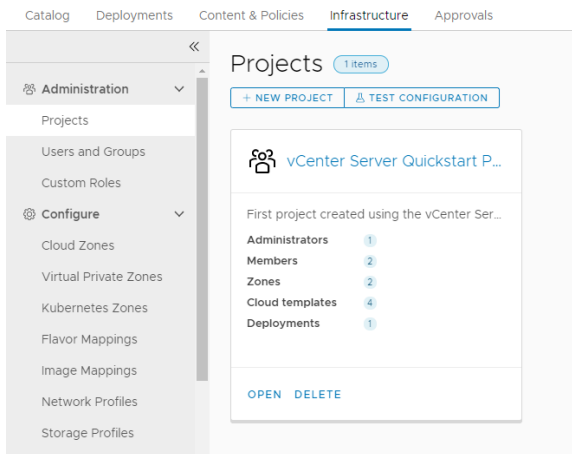 Catalog Deployments Content & Policies Infrastructure Approvals
Administration
Projects
Users and Groups
Custom Roles
Configure
Cloud Zones
Virtual Private Zones
Kubernetes Zones
Flavor Mappings
Image Mappings
Network Profiles
Storage Profiles
Projects 1 items
+ NEW PROJECT TEST CONFIGURATION
vCenter Server Quickstart P...
First project created using the vCenter Ser...
Administrators 1
Members 2
Zones 2
Cloud templates 4
Deployments 1
OPEN DELETE